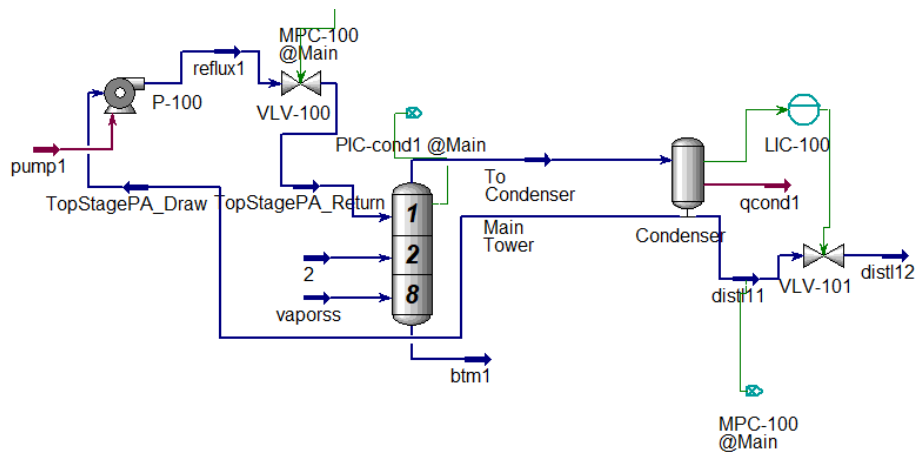 MPC-100
@Main
reflux1
P-100
VLV-100
pump1
PIC-cond1 @Main
LIC-100
To
Condenser
qcond1
TopStagePA_Draw
TopStagePA_Return
1
Main
Tower
Condenser
2
2
distl12
VLV-101
distl11
vaporss
8
btm1
MPC-100
@Main